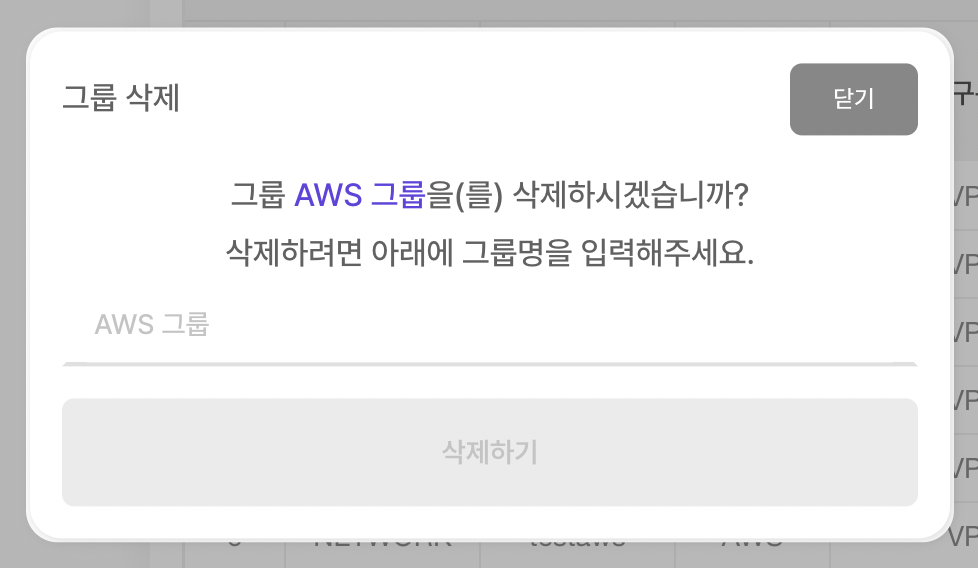 그룹 삭제
닫기
그룹 AWS 그룹을(를) 삭제하시겠습니까?
삭제하려면 아래에 그룹명을 입력해주세요.
AWS 그룹
삭제하기
VP
VP
VP
VP
VP
NETWORK
testaws
AWS
VP